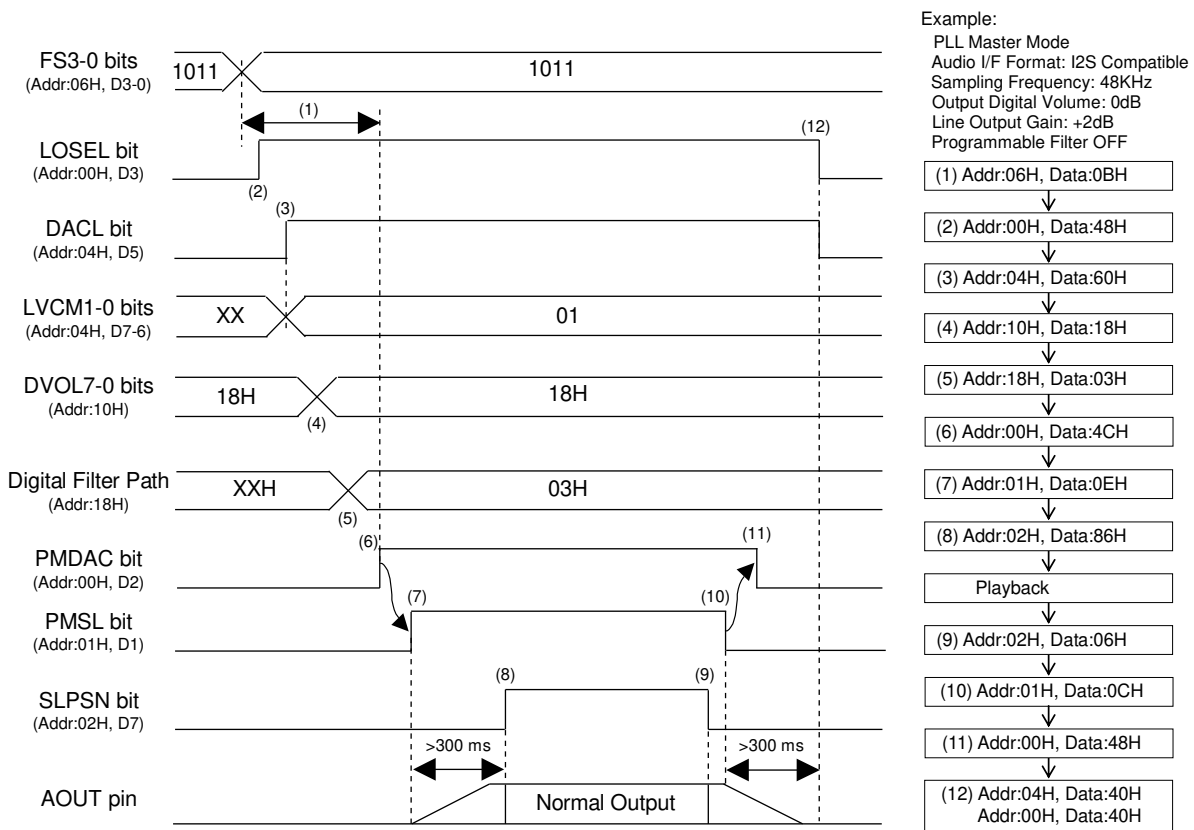 FS3-0 bits
(Addr:06H, D3-0)
1011
1011
(1)
LOSEL bit
(Addr:00H, D3)
(2)
(12)
DACL bit
(Addr:04H, D5)
(3)
LVCM1-0 bits
(Addr:04H, D7-6)
XX
01
DVOL7-0 bits
(Addr:10H)
18H
18H
(4)
Digital Filter Path
(Addr:18H)
XXH
03H
(5)
PMDAC bit
(Addr:00H, D2)
(6)
(11)
PMSL bit
(Addr:01H, D1)
(7)
(10)
SLPSN bit
(Addr:02H, D7)
(8)
(9)
>300 ms
>300 ms
AOUT pin
Normal Output
Example:
PLL Master Mode
Audio I/F Format: I2S Compatible
Sampling Frequency: 48KHz
Output Digital Volume: 0dB
Line Output Gain: +2dB
Programmable Filter OFF
(1) Addr:06H, Data:0BH
(2) Addr:00H, Data:48H
(3) Addr:04H, Data:60H
(4) Addr:10H, Data:18H
(5) Addr:18H, Data:03H
(6) Addr:00H, Data:4CH
(7) Addr:01H, Data:0EH
(8) Addr:02H, Data:86H
Playback
(9) Addr:02H, Data:06H
(10) Addr:01H, Data:0CH
(11) Addr:00H, Data:48H
(12) Addr:04H, Data:40H
Addr:00H, Data:40H